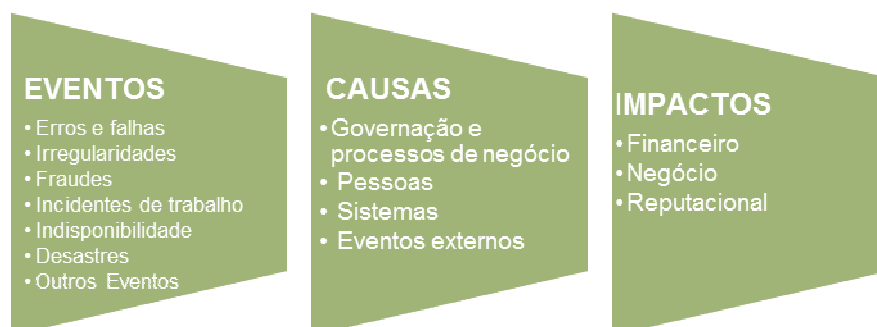 EVENTOS
• Erros e falhas
• Irregularidades
• Fraudes
• Incidentes de trabalho
• Indisponibilidade
• Desastres
• Outros Eventos
CAUSAS
• Governação e
processos de negócio
• Pessoas
• Sistemas
• Eventos externos
IMPACTOS
• Financeiro
• Negócio
• Reputacional